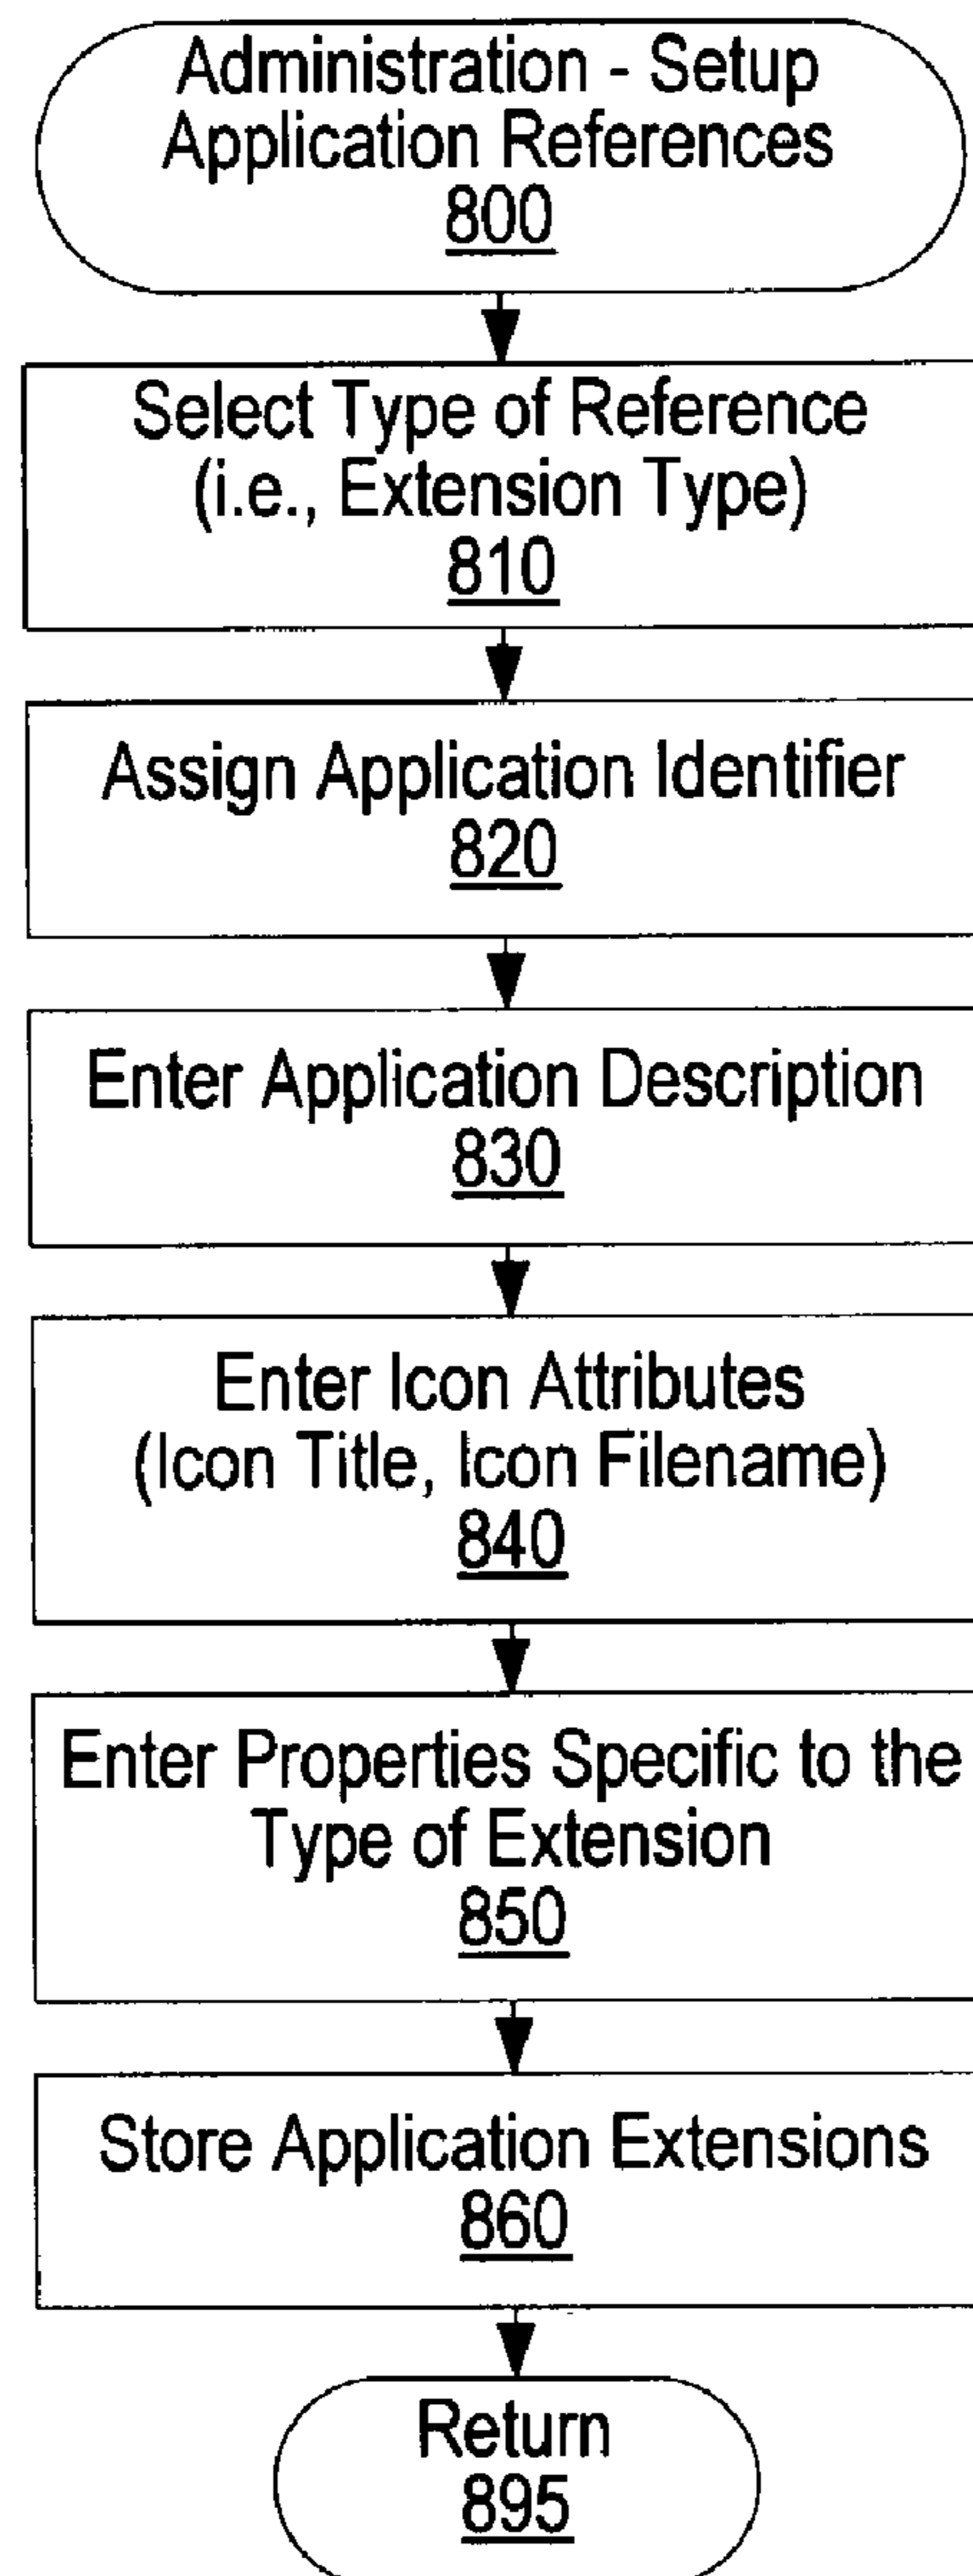 Administration - Setup
Application References
800
Select Type of Reference
(i.e., Extension Type)
810
Assign Application Identifier
820
Enter Application Description
830
Enter Icon Attributes
(Icon Title, Icon Filename)
840
Enter Properties Specific to the
Type of Extension
850
Store Application Extensions
860
Return
895